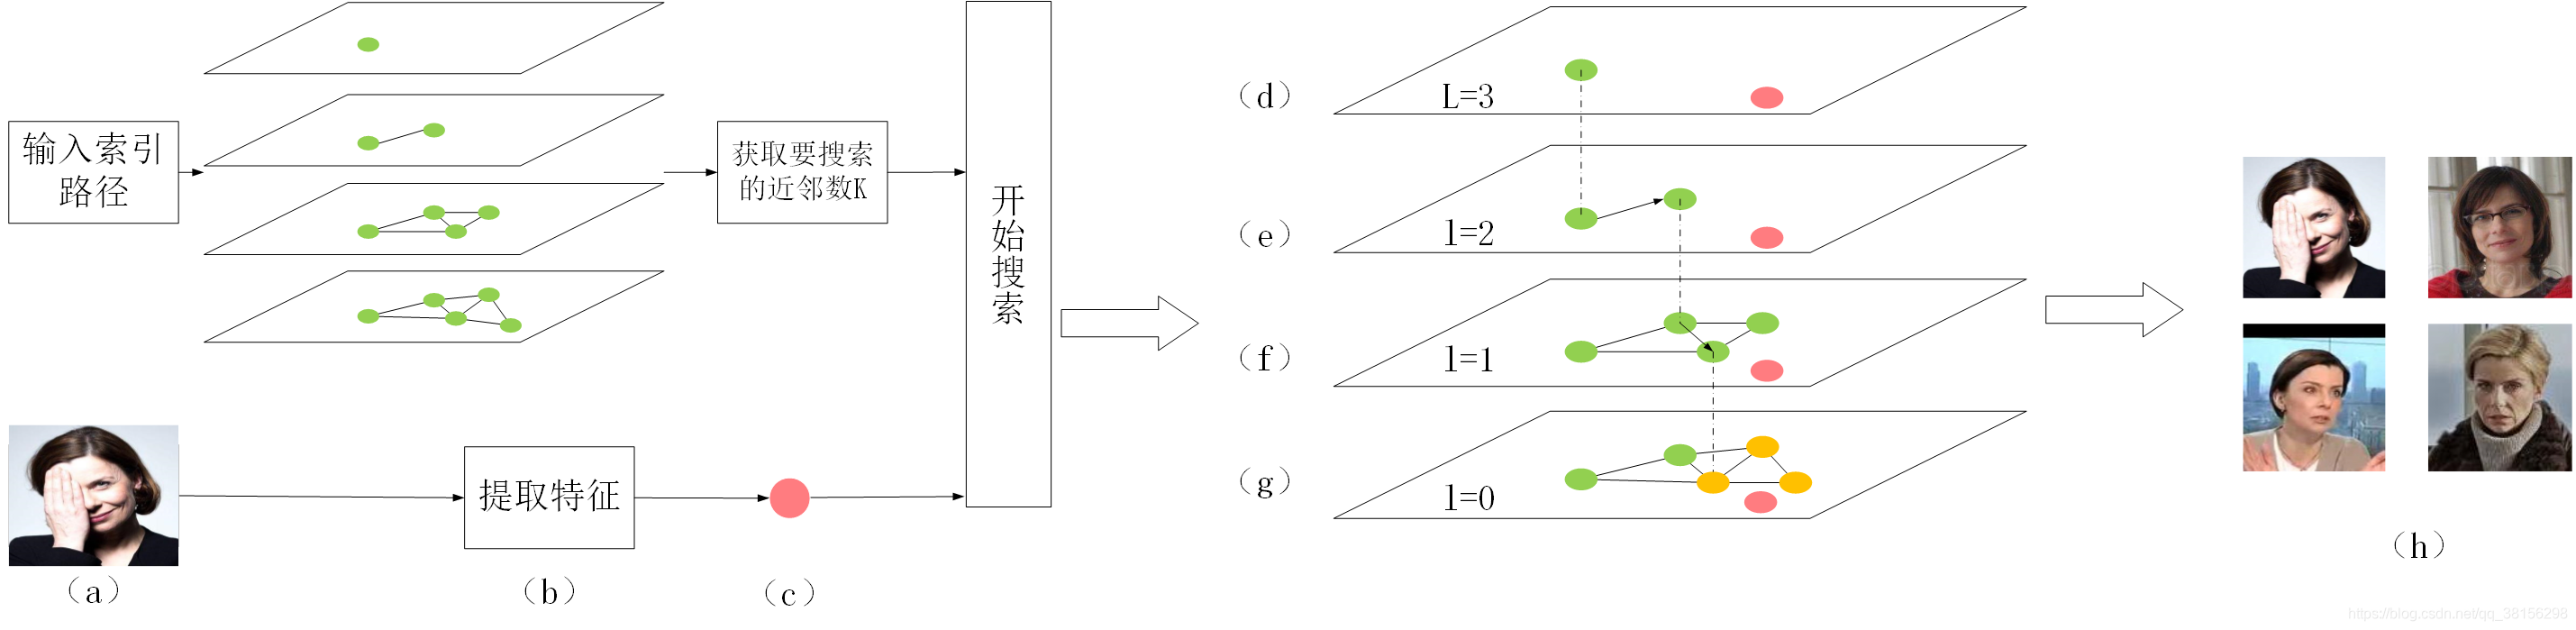 输入索引
路径
获取要搜索
的近邻数K
开始搜索
提取特征
(a)
(b)
(c)
(d)
L=3
(e)
l=2
(f)
l=1
(g)
l=0
(h)
https://blog.csdn.net/qq_38156298